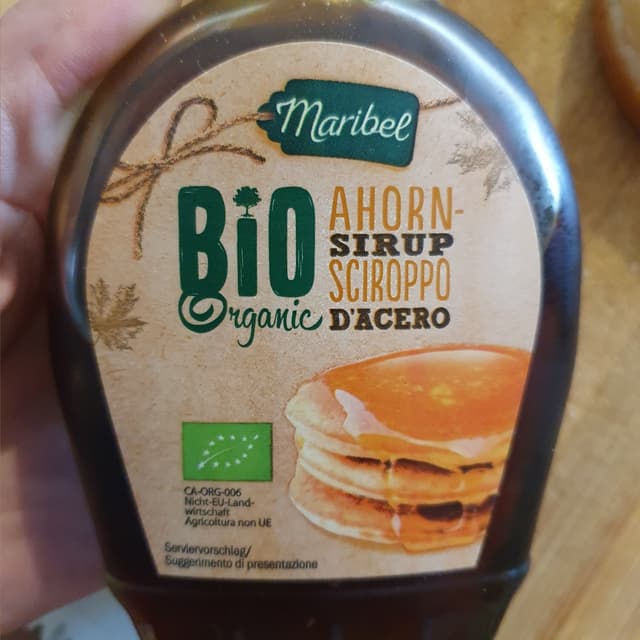 Maribel
BiO
Organic
AHORN-
SIRUP
SCIROPPO
D'ACERO
CA-ORG-006
Nicht-EU-Land-
wirtschaft
Agricoltura non UE
Serviervorschlag/
Suggerimento di presentazione